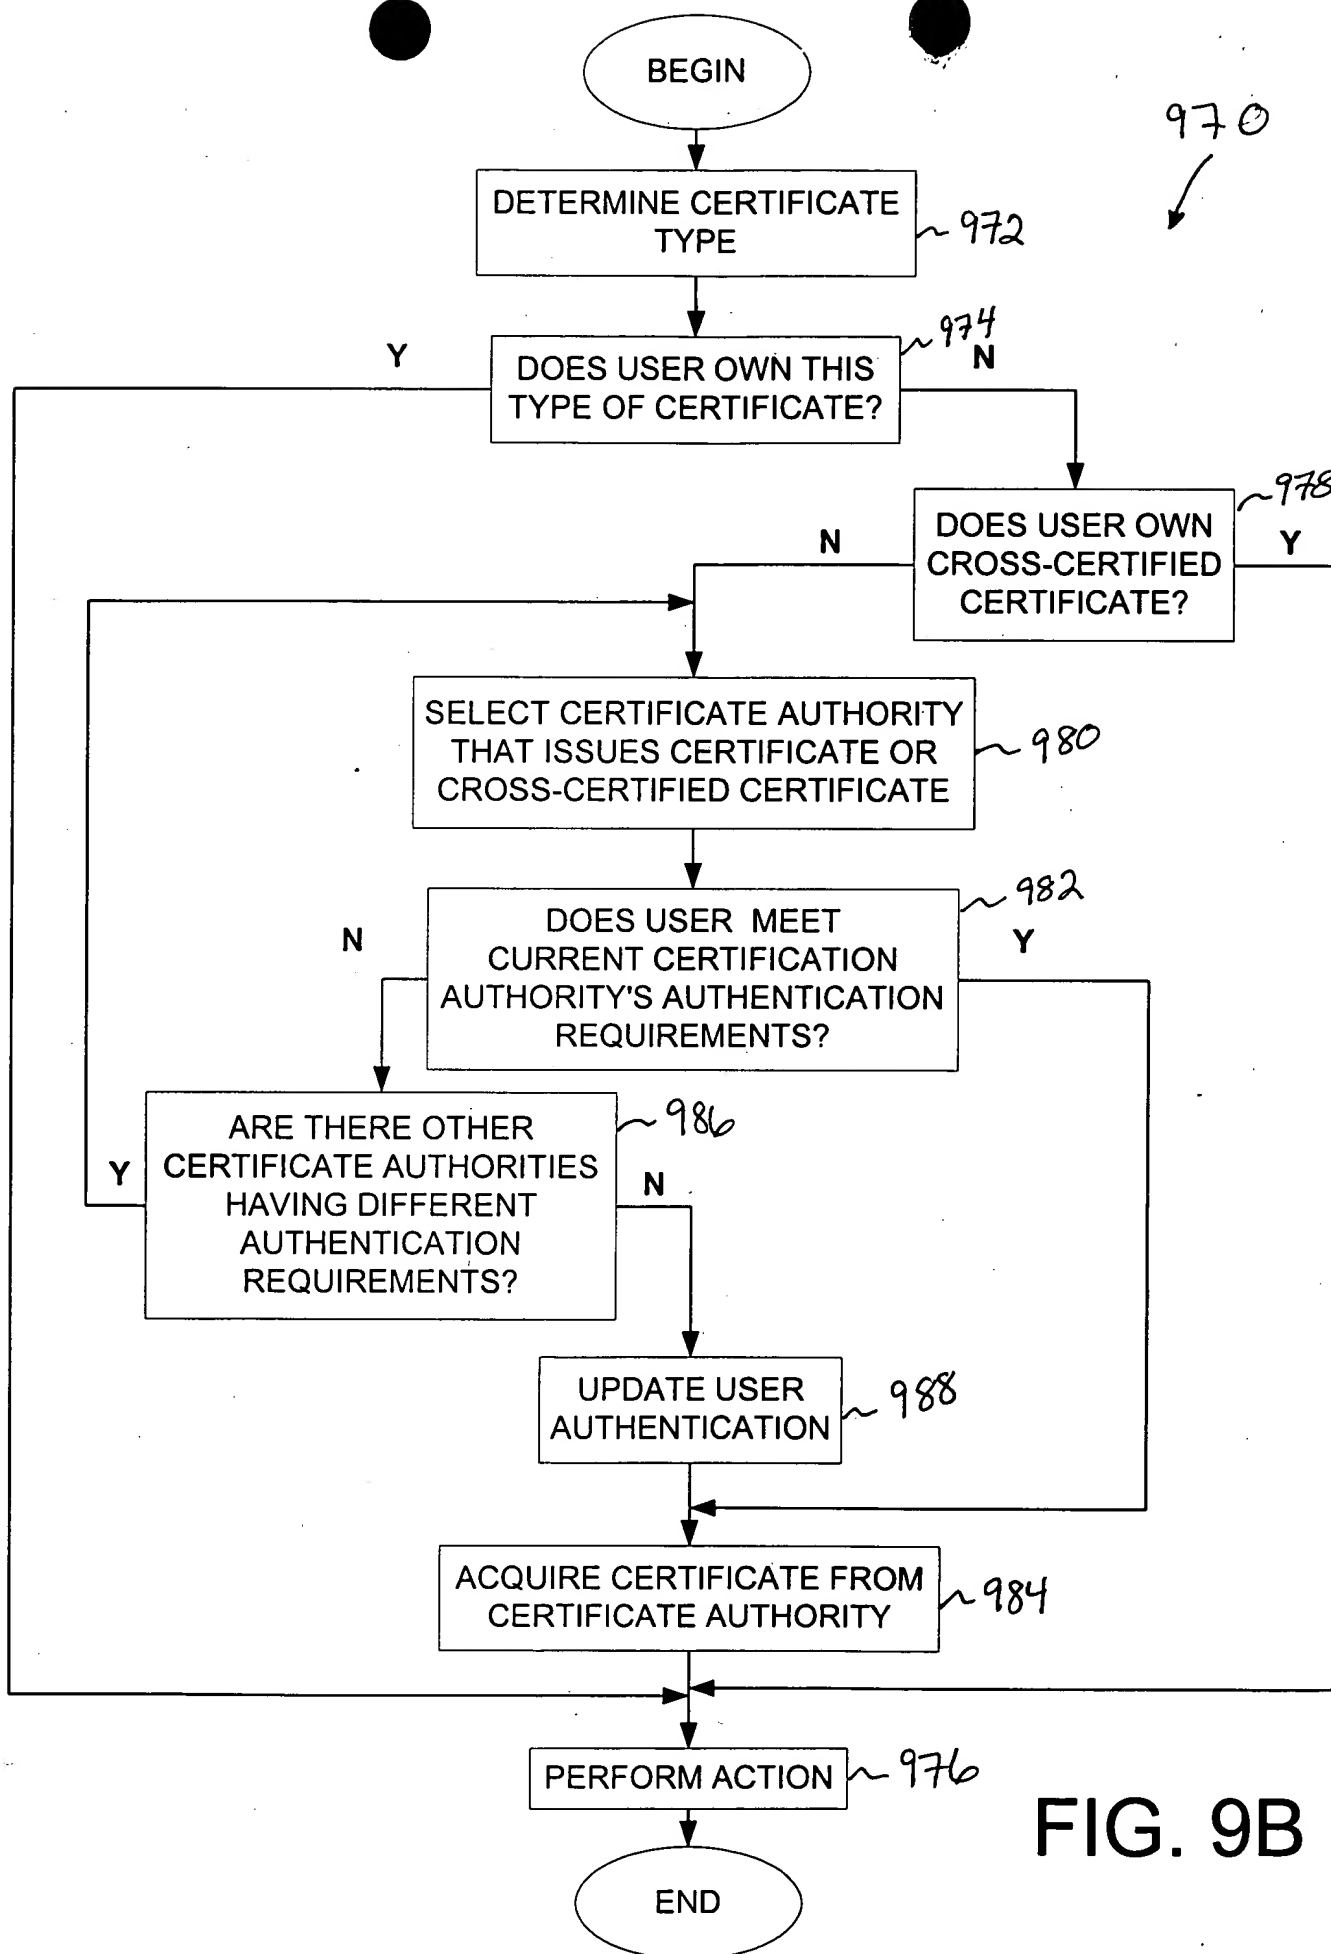 BEGIN
970
DETERMINE CERTIFICATE
TYPE
972
974
Y
DOES USER OWN THIS
TYPE OF CERTIFICATE?
N
978
DOES USER OWN
CROSS-CERTIFIED
CERTIFICATE?
N
Y
SELECT CERTIFICATE AUTHORITY
THAT ISSUES CERTIFICATE OR
CROSS-CERTIFIED CERTIFICATE
980
982
DOES USER MEET
CURRENT CERTIFICATION
AUTHORITY'S AUTHENTICATION
REQUIREMENTS?
N
Y
986
ARE THERE OTHER
CERTIFICATE AUTHORITIES
HAVING DIFFERENT
AUTHENTICATION
REQUIREMENTS?
Y
N
UPDATE USER
AUTHENTICATION
988
ACQUIRE CERTIFICATE FROM
CERTIFICATE AUTHORITY
984
PERFORM ACTION
976
FIG. 9B
END